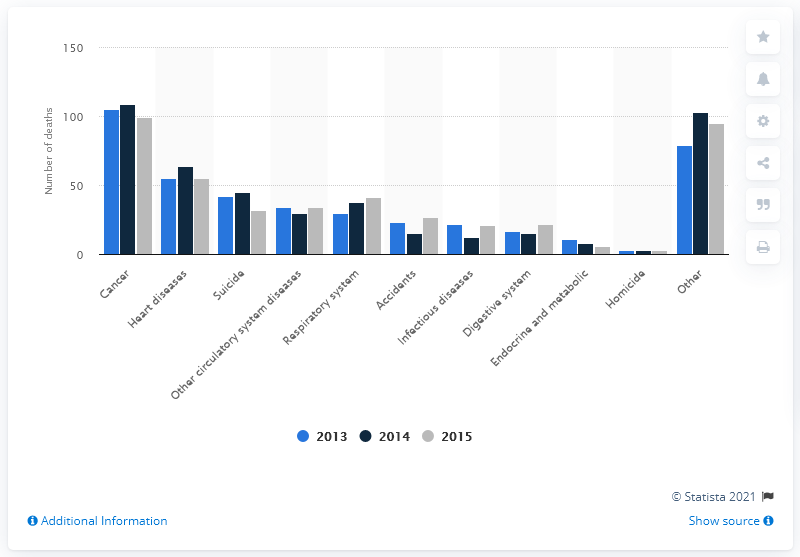 150
100
50
0
Number of deaths
Cancer
Heart diseases
Suicide
Other circulatory system diseases
Respiratory system
Accidents
Infectious diseases
Digestive system
Endocrine and metabolic
Homicide
Other
2013 2014 2015
© Statista 2021
Additional Information Show source